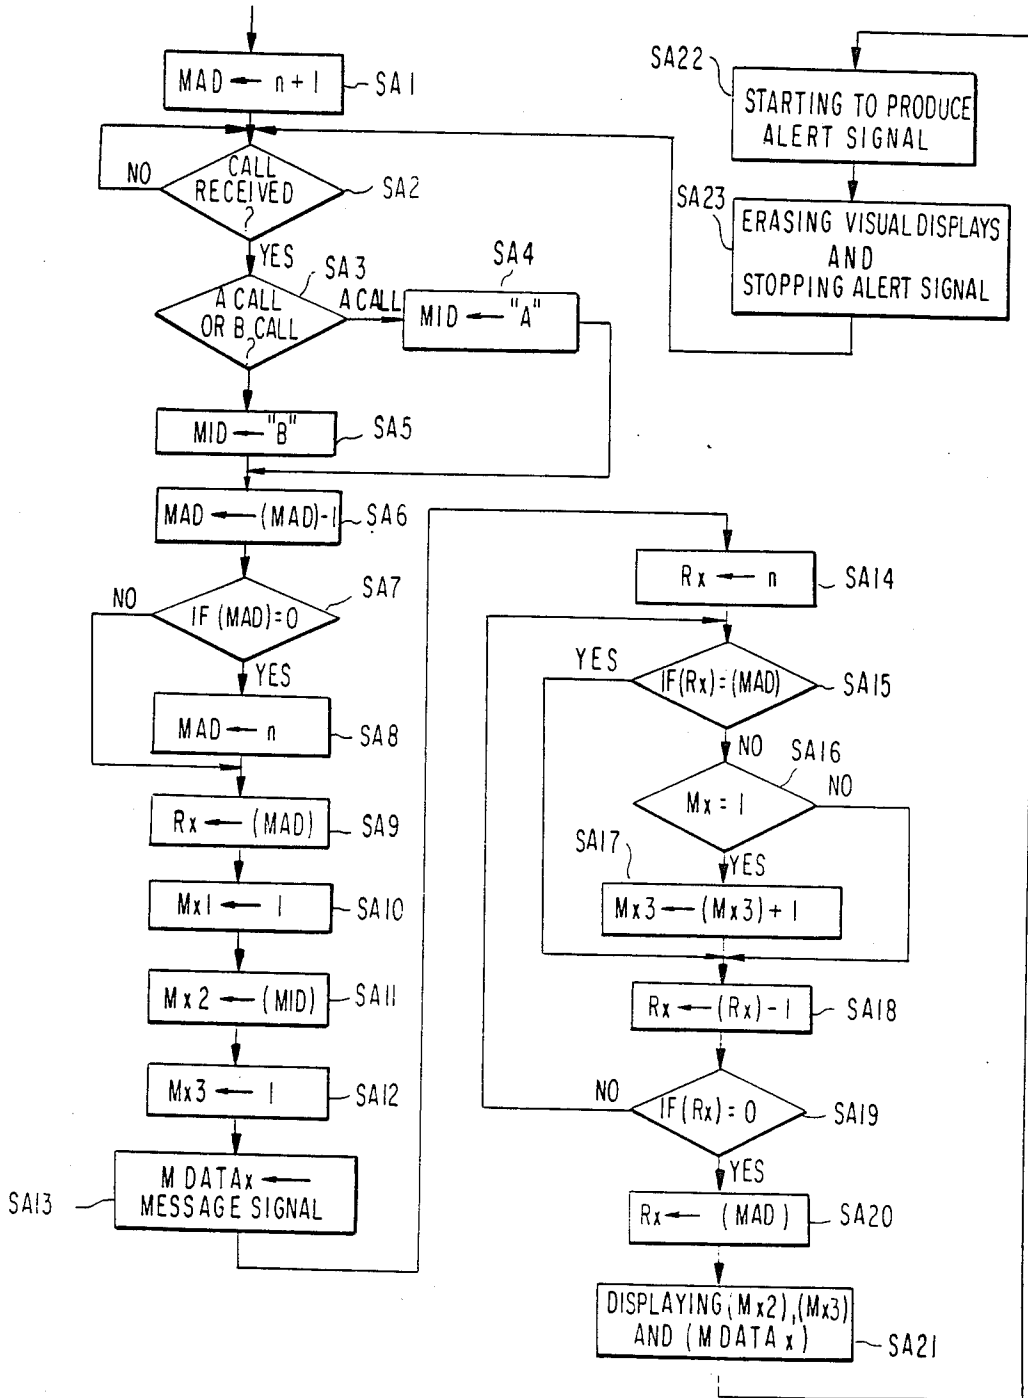 MAD ← n + 1
SA1
CALL
RECEIVED
?
SA2
NO
YES
SA3
A CALL
OR B CALL
?
A CALL
SA4
MID ← "A"
MID ← "B"
SA5
MAD ← (MAD)-1
SA6
SA7
NO
IF (MAD)=0
YES
MAD ← n
SA8
Rx ← (MAD)
SA9
Mx1 ← 1
SA10
Mx2 ← (MID)
SA11
Mx3 ← 1
SA12
SA13
M DATAx ←
MESSAGE SIGNAL
Rx ← n
SA14
YES
IF(Rx)=(MAD)
SA15
NO
SA16
Mx = 1
NO
SA17
YES
Mx3 ← (Mx3) + 1
Rx ← (Rx) - 1
SA18
NO
IF(Rx) = 0
SA19
YES
Rx ← (MAD)
SA20
DISPLAYING (Mx2), (Mx3)
AND (M DATA x)
SA21
SA22
STARTING TO PRODUCE
ALERT SIGNAL
SA23
ERASING VISUAL DISPLAYS
AND
STOPPING ALERT SIGNAL